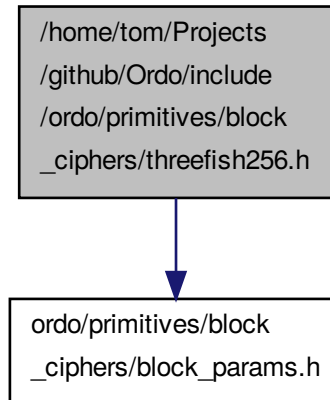 /home/tom/Projects
/github/Ordo/include
/ordo/primitives/block
_ciphers/threefish256.h
ordo/primitives/block
_ciphers/block_params.h